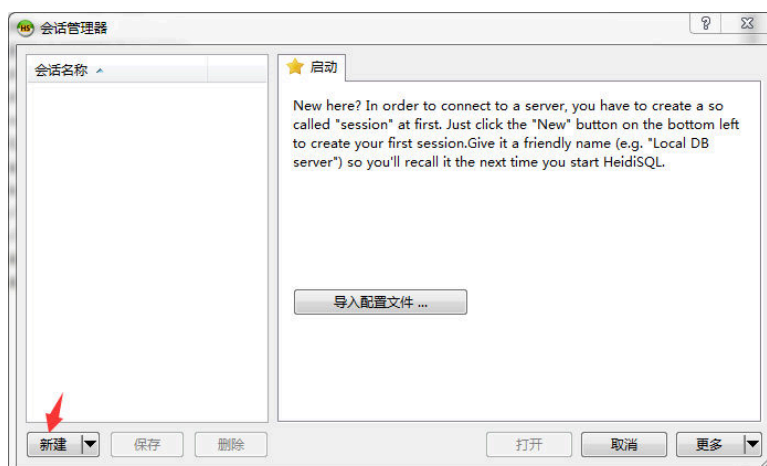 会话管理器
会话名称
启动
New here? In order to connect to a server, you have to create a so
called "session" at first. Just click the "New" button on the bottom left
to create your first session.Give it a friendly name (e.g. "Local DB
server") so you'll recall it the next time you start HeidiSQL.
导入配置文件 ...
新建
保存
删除
打开
取消
更多